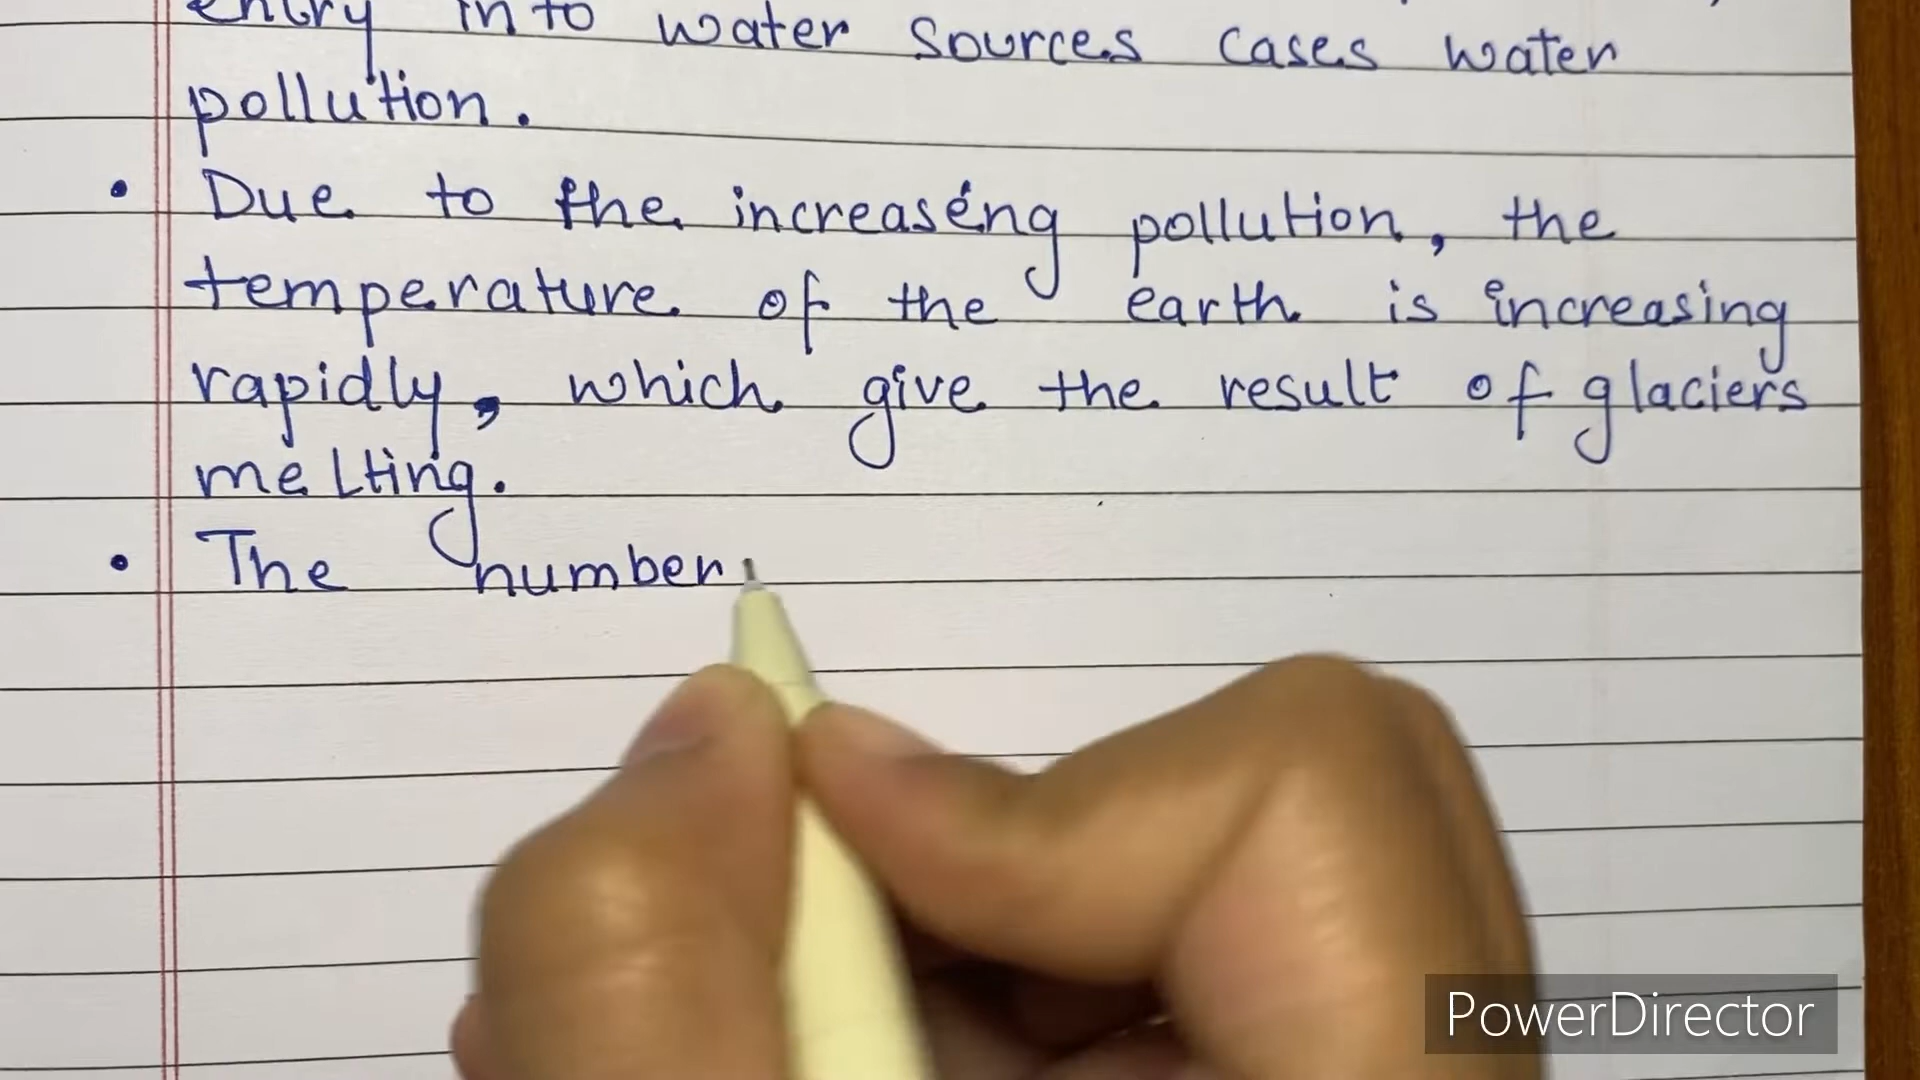 entry into water sources cases water
pollution.
• Due to the increaseng pollution, the
temperature of the earth is increasing
rapidly, which give the result of glaciers
melting.
• The number
PowerDirector